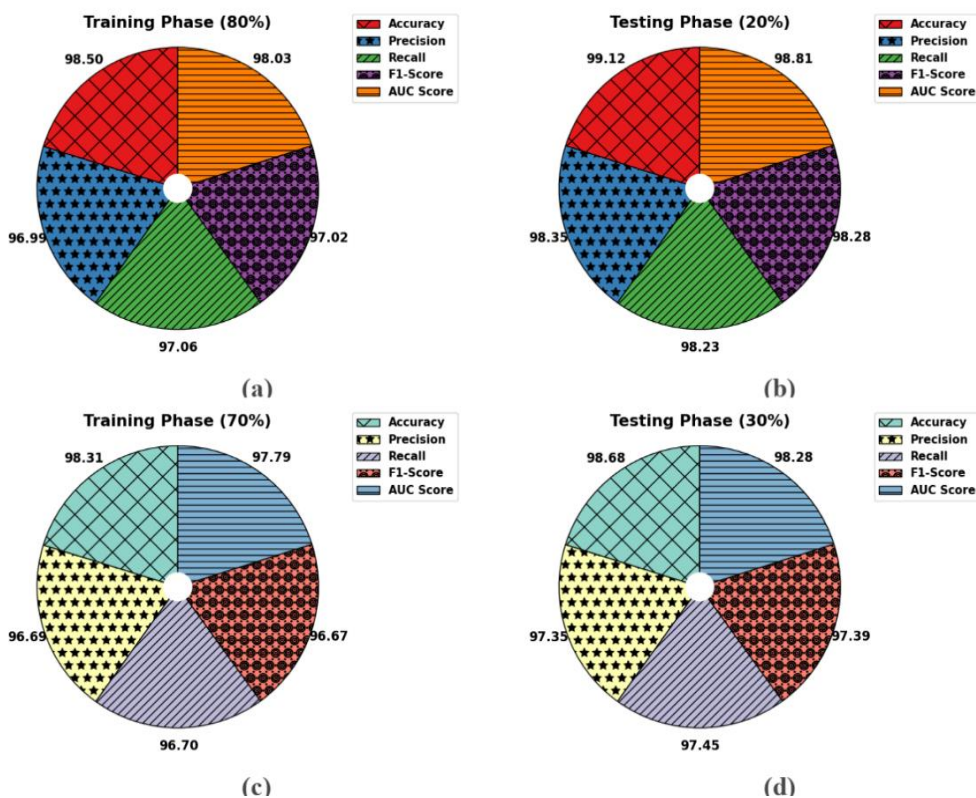 Training Phase (80%)
Accuracy
Precision
Recall
F1-Score
AUC Score
98.50
98.03
96.99
97.02
97.06
(a)
Testing Phase (20%)
Accuracy
Precision
Recall
F1-Score
AUC Score
99.12
98.81
98.35
98.28
98.23
(b)
Training Phase (70%)
Accuracy
Precision
Recall
F1-Score
AUC Score
98.31
97.79
96.69
96.67
96.70
(c)
Testing Phase (30%)
Accuracy
Precision
Recall
F1-Score
AUC Score
98.68
98.28
97.35
97.39
97.45
(d)